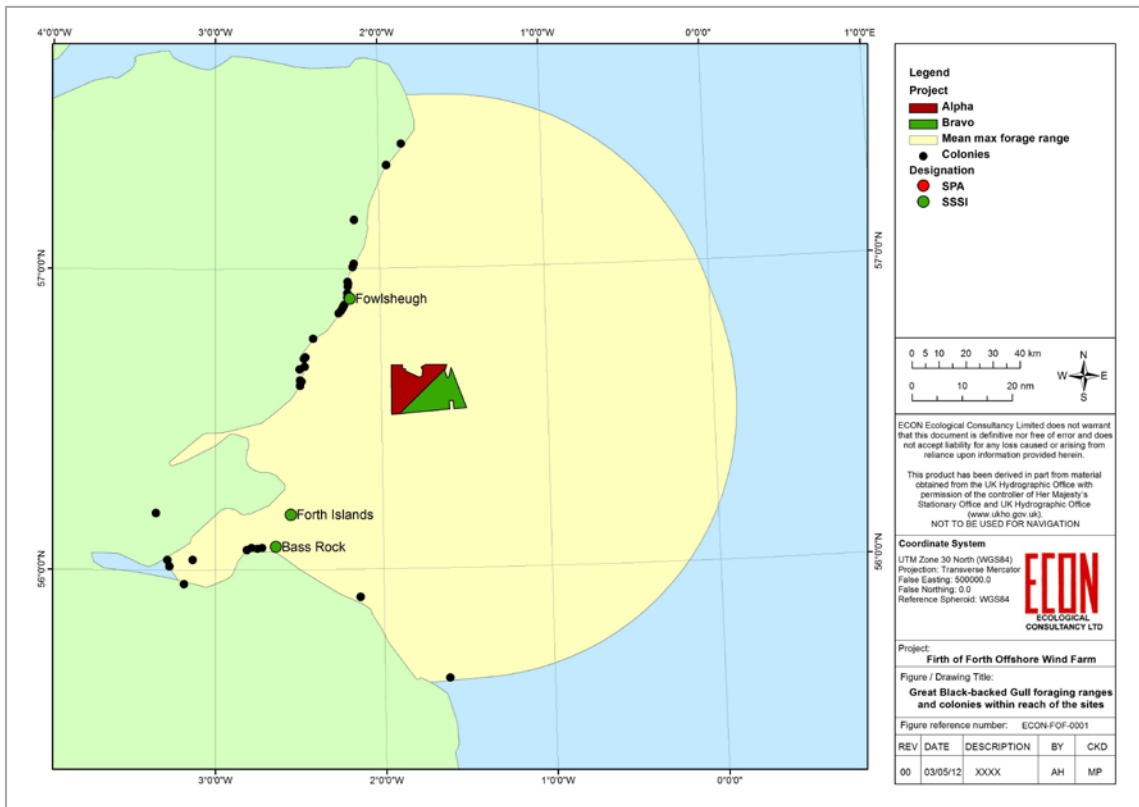 4°0'0"W 3°0'0"W 2°0'0"W 1°0'0"W 0°0'0" 1°0'0"E
57°0'0"N 57°0'0"N
Fowlsheugh
Forth Islands
Bass Rock
56°0'0"N 56°0'0"N
3°0'0"W 2°0'0"W 1°0'0"W 0°0'0"
Legend
Project
Alpha
Bravo
Mean max forage range
Colonies
Designation
SPA
SSSI
0 5 10 20 30 40 km
0 10 20 nm
N
W E
S
ECON Ecological Consultancy Limited does not warrant
that this document is definitive nor free of error and does
not accept liability for any loss caused or arising from
reliance upon information provided herein.
This product has been derived in part from material
obtained from the UK Hydrographic Office with
permission of the controller of Her Majesty's
Stationary Office and UK Hydrographic Office
(www.ukho.gov.uk).
NOT TO BE USED FOR NAVIGATION
Coordinate System
UTM Zone 30 North (WGS84)
Projection: Transverse Mercator
False Easting: 500000.0
False Northing: 0.0
Reference Spheroid: WGS84
ECON
ECOLOGICAL
CONSULTANCY LTD
Project:
Firth of Forth Offshore Wind Farm
Figure / Drawing Title:
Great Black-backed Gull foraging ranges
and colonies within reach of the sites
Figure reference number: ECON-FOF-0001
REV DATE DESCRIPTION BY CKD
00 03/05/12 XXXX AH MP